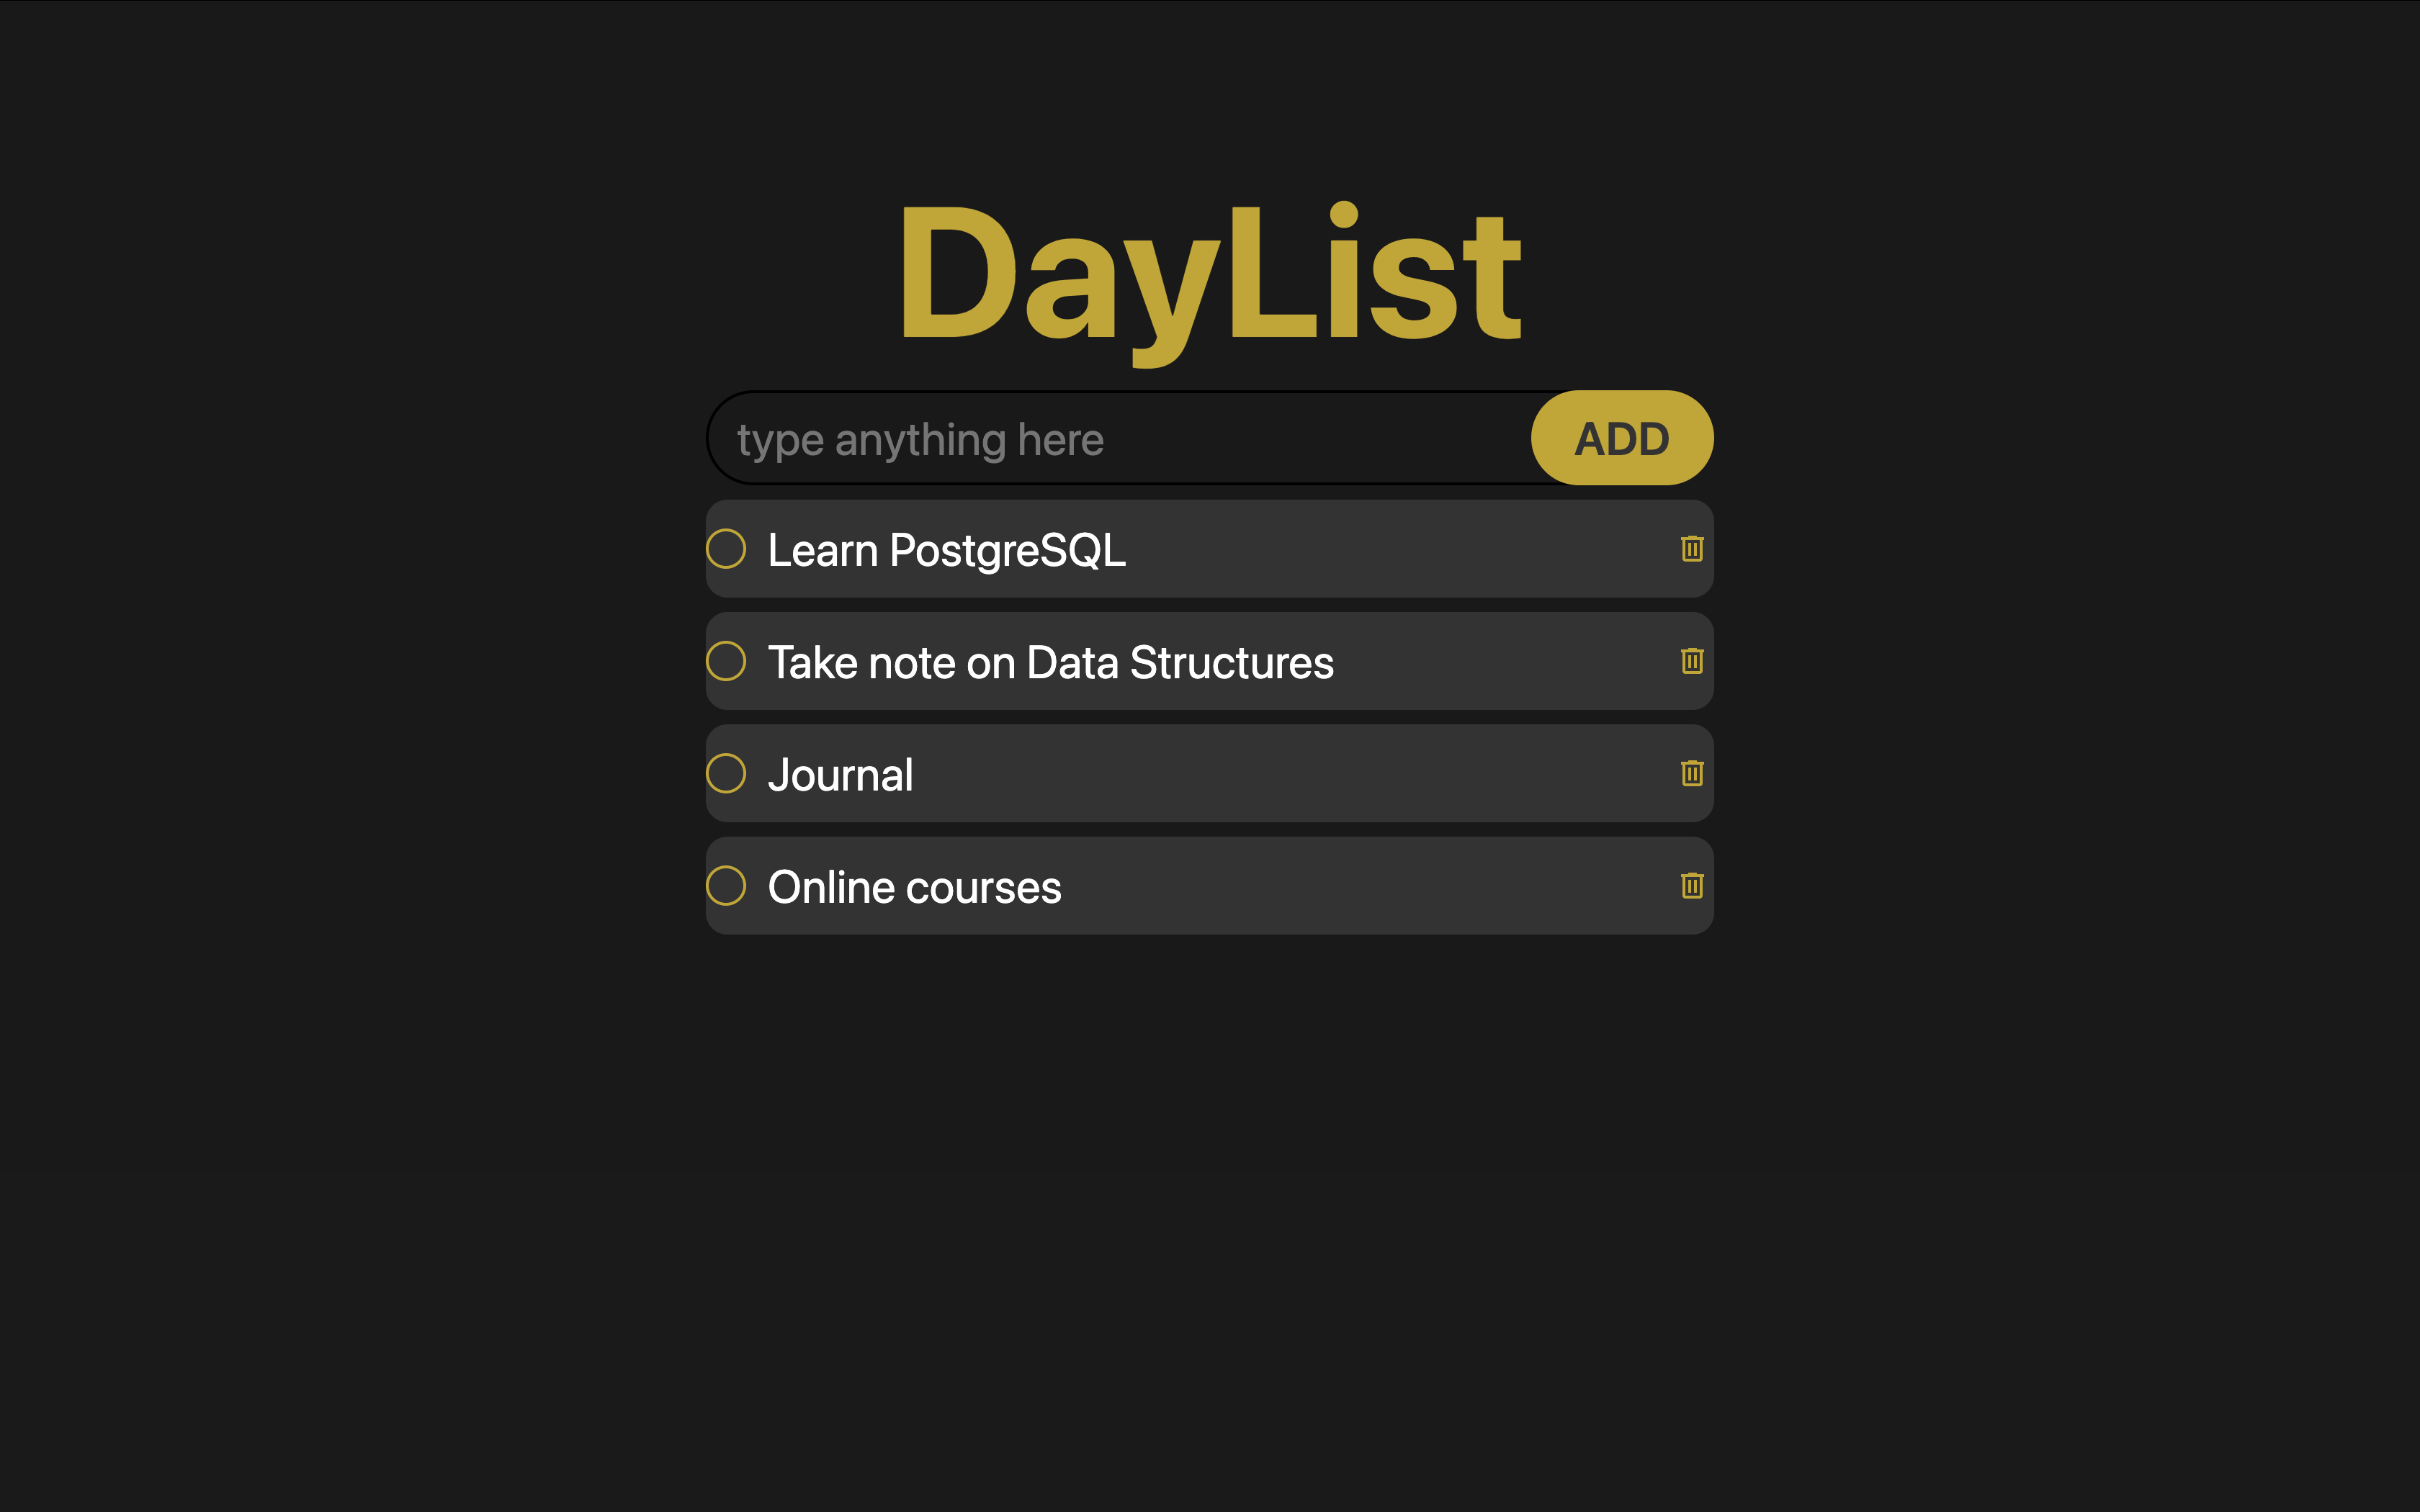 DayList
type anything here
ADD
Learn PostgreSQL
Take note on Data Structures
Journal
Online courses